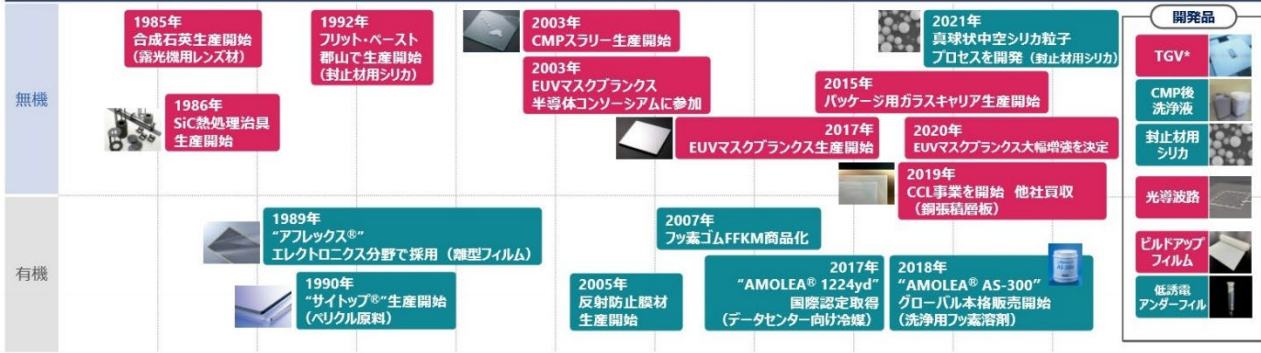 無機
1985年
合成石英生産開始
(露光機用レンズ材)
1986年
SiC熱処理治具
生産開始
1992年
フリット・ペースト
郡山で生産開始
(封止材用シリカ)
2003年
CMPスラリー生産開始
2003年
EUVマスクブランクス
半導体コンソーシアムに参加
2021年
真球状中空シリカ粒子
プロセスを開発（封止材用シリカ）
2015年
パッケージ用ガラスキャリア生産開始
2017年
EUVマスクブランクス生産開始
2020年
EUVマスクブランクス大幅増強を決定
2019年
CCL事業を開始 他社買収
（銅張積層板）
有機
1989年
“アフレックス®”
エレクトロニクス分野で採用（離型フィルム）
1990年
“サイトップ®”生産開始
(ペリクル原料)
2007年
フッ素ゴムFFKM商品化
2005年
反射防止膜材
生産開始
2017年
“AMOLEA® 1224yd”
国際認定取得
（データセンター向け冷媒）
2018年
“AMOLEA® AS-300”
グローバル本格販売開始
（洗浄用フッ素溶剤）
開発品
TGV*
CMP後
洗浄液
封止材用
シリカ
光導波路
ビルドアップ
フィルム
低誘電
アンダーフィル